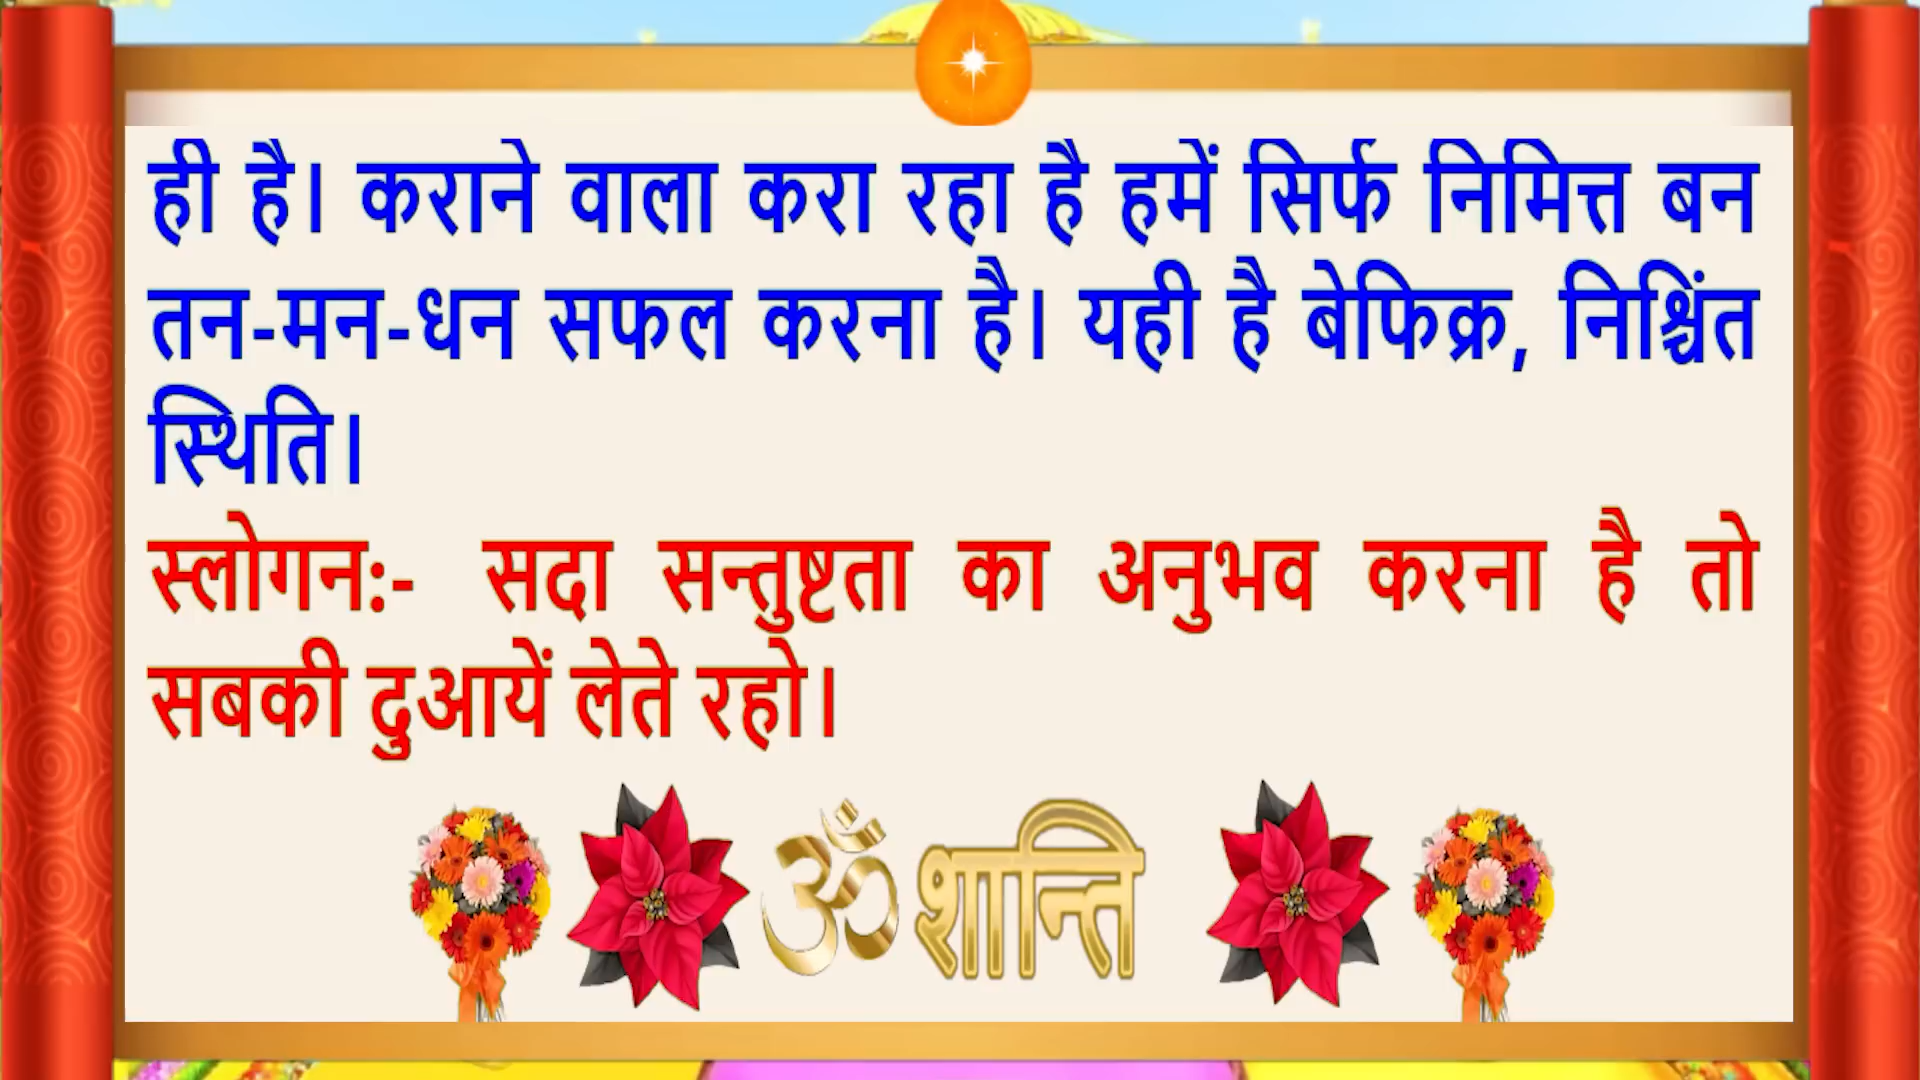 ही है। कराने वाला करा रहा है हमें सिर्फ निमित्त बन
तन-मन-धन सफल करना है। यही है बेफिक्र, निश्चिंत
स्थिति।
स्लोगन:- सदा सन्तुष्टता का अनुभव करना है तो
सबकी दुआयें लेते रहो।
ॐ शान्ति